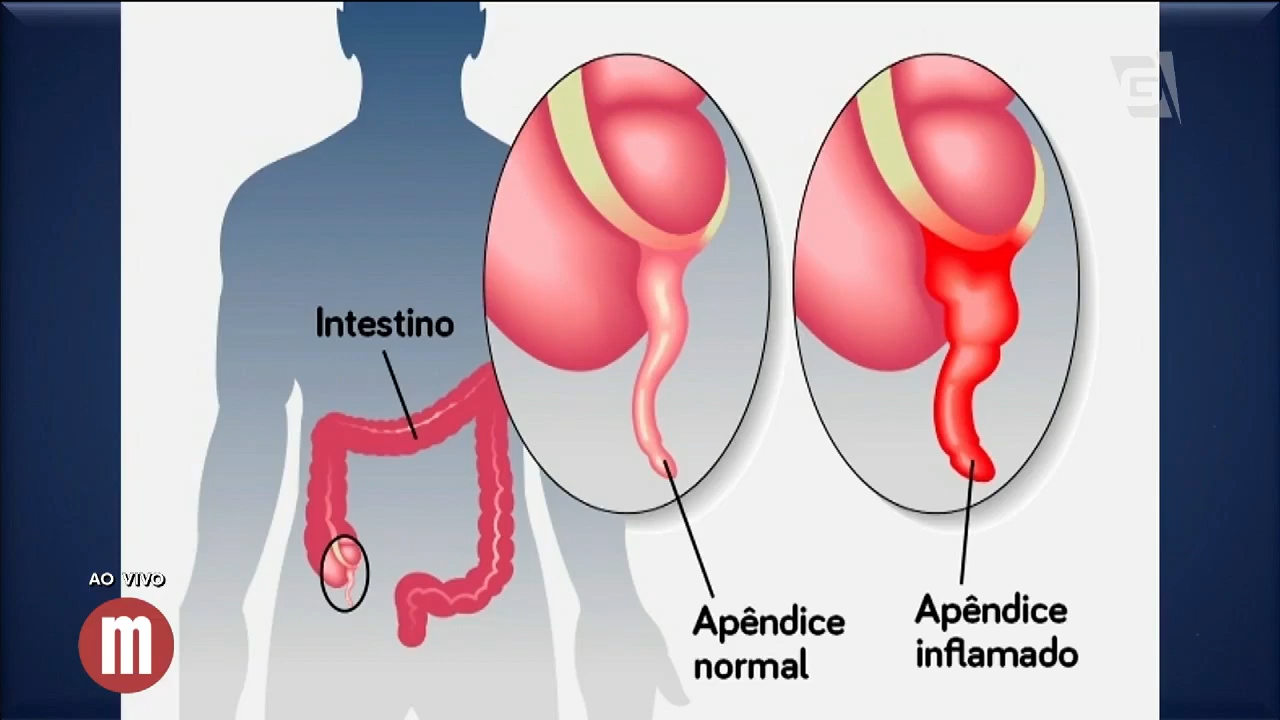 Intestino
Apêndice
normal
Apêndice
inflamado
AO VIVO
m
G